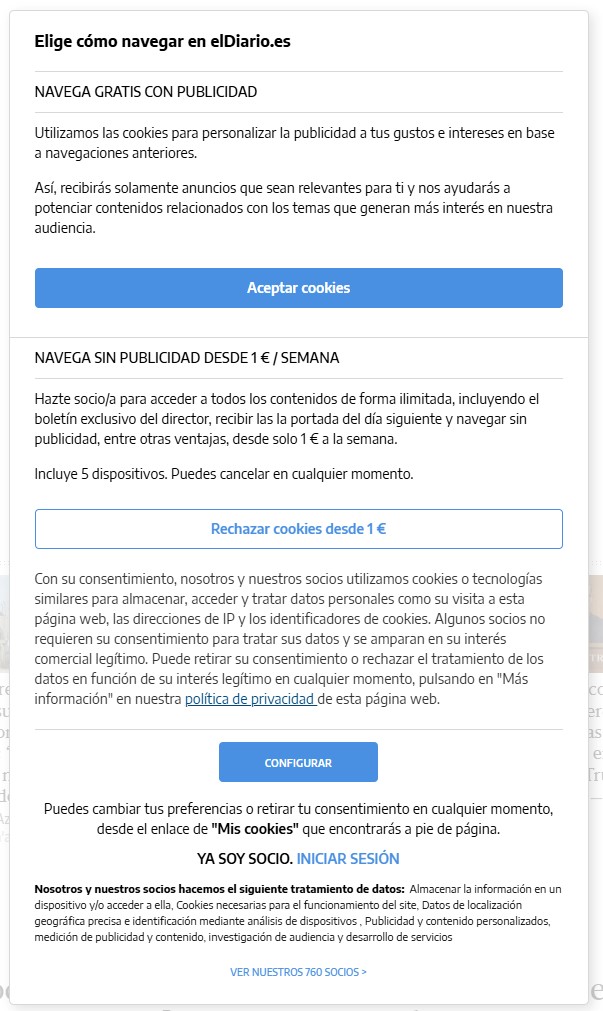 Elige cómo navegar en elDiario.es
NAVEGA GRATIS CON PUBLICIDAD
Utilizamos las cookies para personalizar la publicidad a tus gustos e intereses en base
a navegaciones anteriores.
Así, recibirás solamente anuncios que sean relevantes para ti y nos ayudarás a
potenciar contenidos relacionados con los temas que generan más interés en nuestra
audiencia.
Aceptar cookies
NAVEGA SIN PUBLICIDAD DESDE 1 € / SEMANA
Hazte socio/a para acceder a todos los contenidos de forma ilimitada, incluyendo el
boletín exclusivo del director, recibir las la portada del día siguiente y navegar sin
publicidad, entre otras ventajas, desde solo 1 € a la semana.
Incluye 5 dispositivos. Puedes cancelar en cualquier momento.
Rechazar cookies desde 1 €
Con su consentimiento, nosotros y nuestros socios utilizamos cookies o tecnologías
similares para almacenar, acceder y tratar datos personales como su visita a esta
página web, las direcciones de IP y los identificadores de cookies. Algunos socios no
requieren su consentimiento para tratar sus datos y se amparan en su interés
comercial legítimo. Puede retirar su consentimiento o rechazar el tratamiento de los
datos en función de su interés legítimo en cualquier momento, pulsando en "Más
información" en nuestra política de privacidad de esta página web.
CONFIGURAR
Puedes cambiar tus preferencias o retirar tu consentimiento en cualquier momento,
desde el enlace de "Mis cookies" que encontrarás a pie de página.
YA SOY SOCIO. INICIAR SESIÓN
Nosotros y nuestros socios hacemos el siguiente tratamiento de datos: Almacenar la información en un
dispositivo y/o acceder a ella, Cookies necesarias para el funcionamiento del site, Datos de localización
geográfica precisa e identificación mediante análisis de dispositivos , Publicidad y contenido personalizados,
medición de publicidad y contenido, investigación de audiencia y desarrollo de servicios
VER NUESTROS 760 SOCIOS >